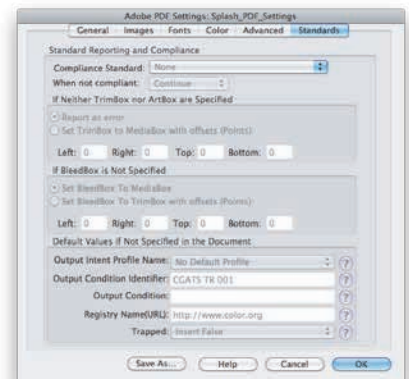 Adobe PDF Settings: Splash_PDF_Settings
General Images Fonts Color Advanced Standards
Standard Reporting and Compliance
Compliance Standard: None
When not compliant: Continue
If Neither TrimBox nor ArtBox are Specified
Report as error
Set TrimBox to MediaBox with offsets (Points)
Left: 0 Right: 0 Top: 0 Bottom: 0
If BleedBox is Not Specified
Set BleedBox To MediaBox
Set BleedBox To TrimBox with offsets (Points)
Left: 0 Right: 0 Top: 0 Bottom: 0
Default Values if Not Specified in the Document
Output Intent Profile Name: No Default Profile ?
Output Condition Identifier: CGATS TR 001 ?
Output Condition: ?
Registry Name(URL): http://www.color.org ?
Trapped: Insert False ?
Save As... Help Cancel OK